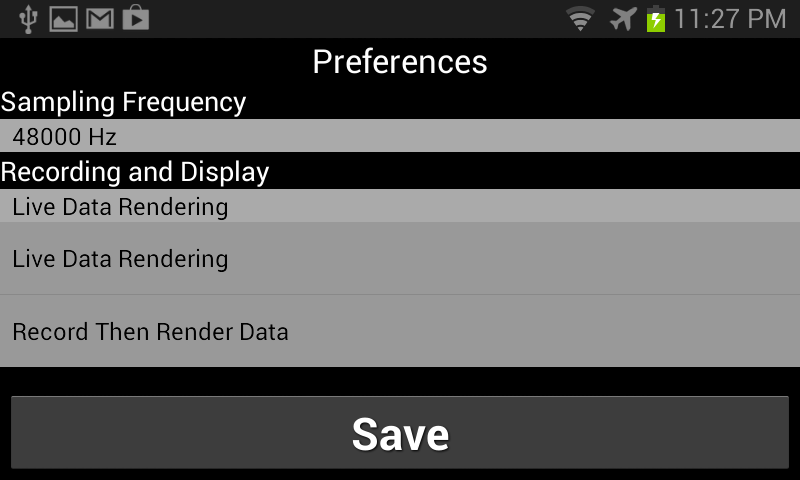 11:27 PM
Preferences
Sampling Frequency
48000 Hz
Recording and Display
Live Data Rendering
Live Data Rendering
Record Then Render Data
Save